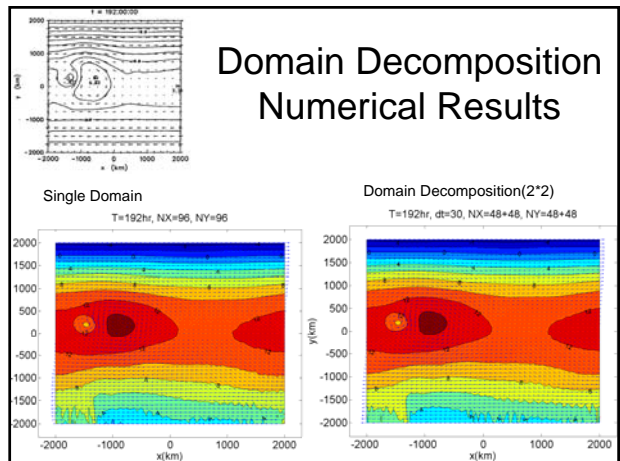 t = 192:00:00
2000
1000
0
-1000
-2000
y (km)
-2000 -1000 0 1000 2000
x (km)
Domain Decomposition
Numerical Results
Single Domain
T=192hr, NX=96, NY=96
2000
1500
1000
500
0
-500
-1000
-1500
-2000
-2000 -1000 0 1000 2000
x(km)
Domain Decomposition(2*2)
T=192hr, dt=30, NX=48+48, NY=48+48
y(km)
2000
1500
1000
500
0
-500
-1000
-1500
-2000
-2000 -1000 0 1000 2000
x(km)